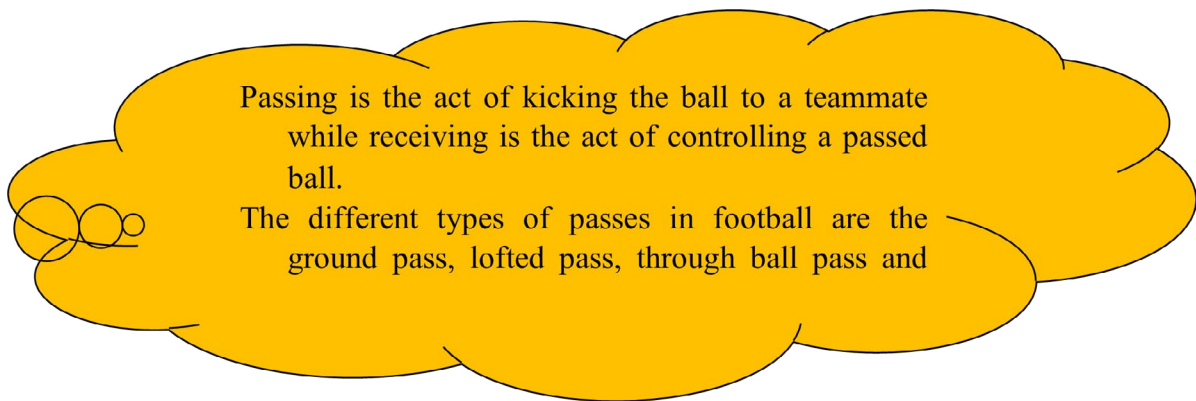 Passing is the act of kicking the ball to a teammate
while receiving is the act of controlling a passed
ball.
The different types of passes in football are the
ground pass, lofted pass, through ball pass and